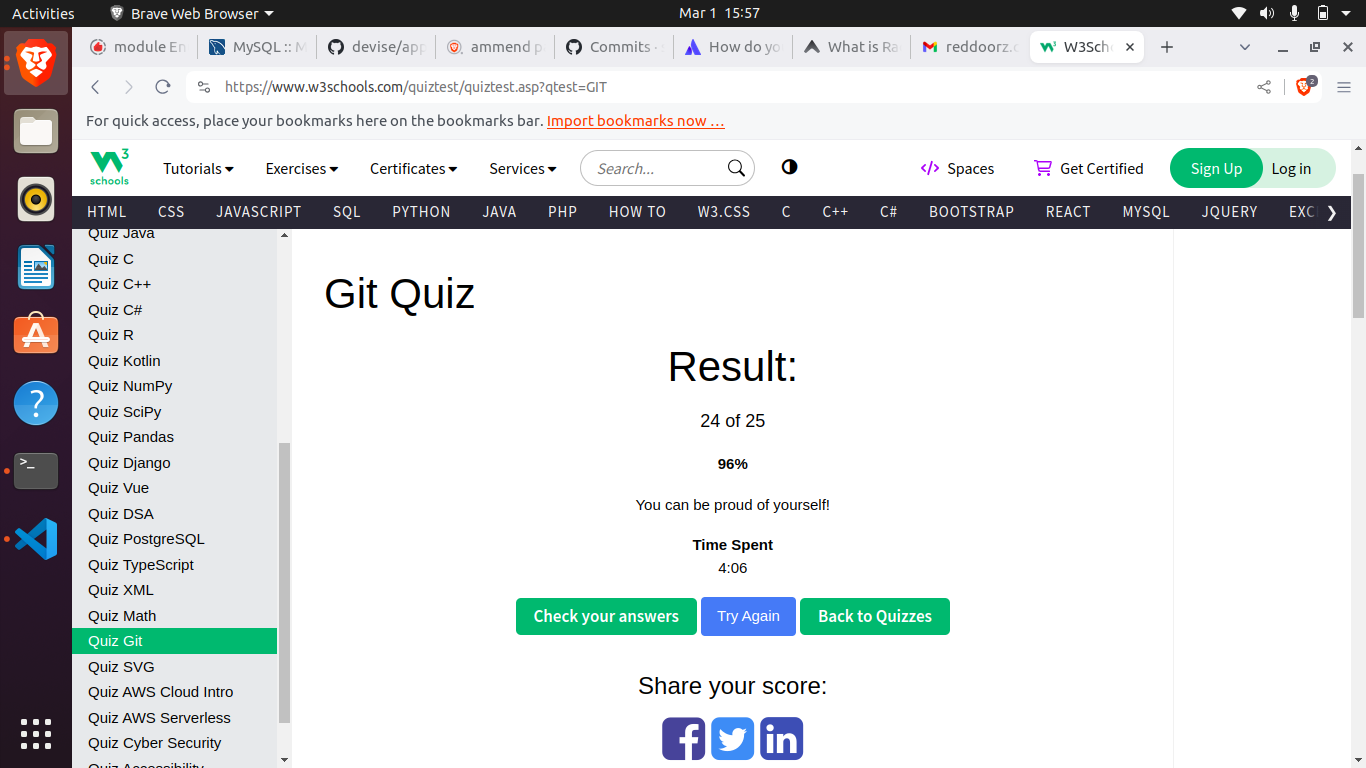 Activities Brave Web Browser Mar 1 15:57
module En MySQL :: M devise/app ammend p Commits · How do yo What is Ra reddoorz.c W3Sch
https://www.w3schools.com/quiztest/quiztest.asp?qtest=GIT 2
For quick access, place your bookmarks here on the bookmarks bar. Import bookmarks now …
W3 schools Tutorials Exercises Certificates Services Search... Spaces Get Certified Sign Up Log in
HTML CSS JAVASCRIPT SQL PYTHON JAVA PHP HOW TO W3.CSS C C++ C# BOOTSTRAP REACT MYSQL JQUERY EXC
Quiz Java
Quiz C
Quiz C++
Quiz C#
Quiz R
Quiz Kotlin
Quiz NumPy
Quiz SciPy
Quiz Pandas
Quiz Django
Quiz Vue
Quiz DSA
Quiz PostgreSQL
Quiz TypeScript
Quiz XML
Quiz Math
Quiz Git
Quiz SVG
Quiz AWS Cloud Intro
Quiz AWS Serverless
Quiz Cyber Security
Quiz Accessibility
Git Quiz
Result:
24 of 25
96%
You can be proud of yourself!
Time Spent
4:06
Check your answers Try Again Back to Quizzes
Share your score: